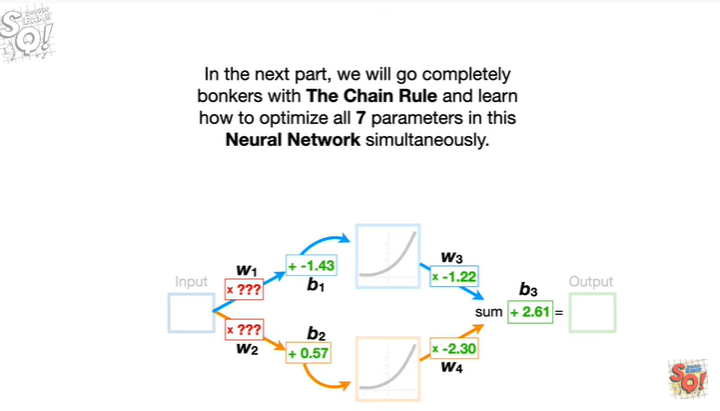 In the next part, we will go completely
bonkers with The Chain Rule and learn
how to optimize all 7 parameters in this
Neural Network simultaneously.
Input
W1
x ???
+ -1.43
b1
W3
x -1.22
b3
sum + 2.61 =
Output
x ???
W2
b2
+ 0.57
x -2.30
W4
SQ!